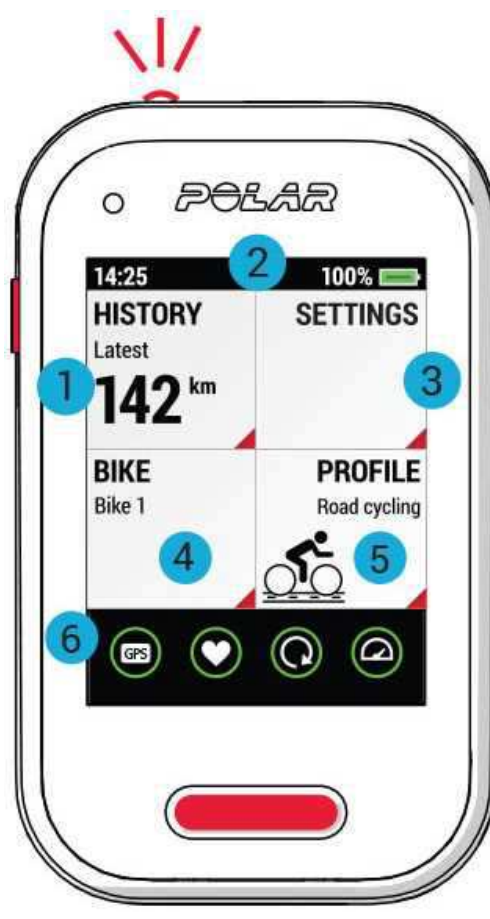 POLAR
2
14:25 100%
HISTORY SETTINGS
Latest
1 142 km 3
BIKE PROFILE
Bike 1 Road cycling
4 5
6
GPS